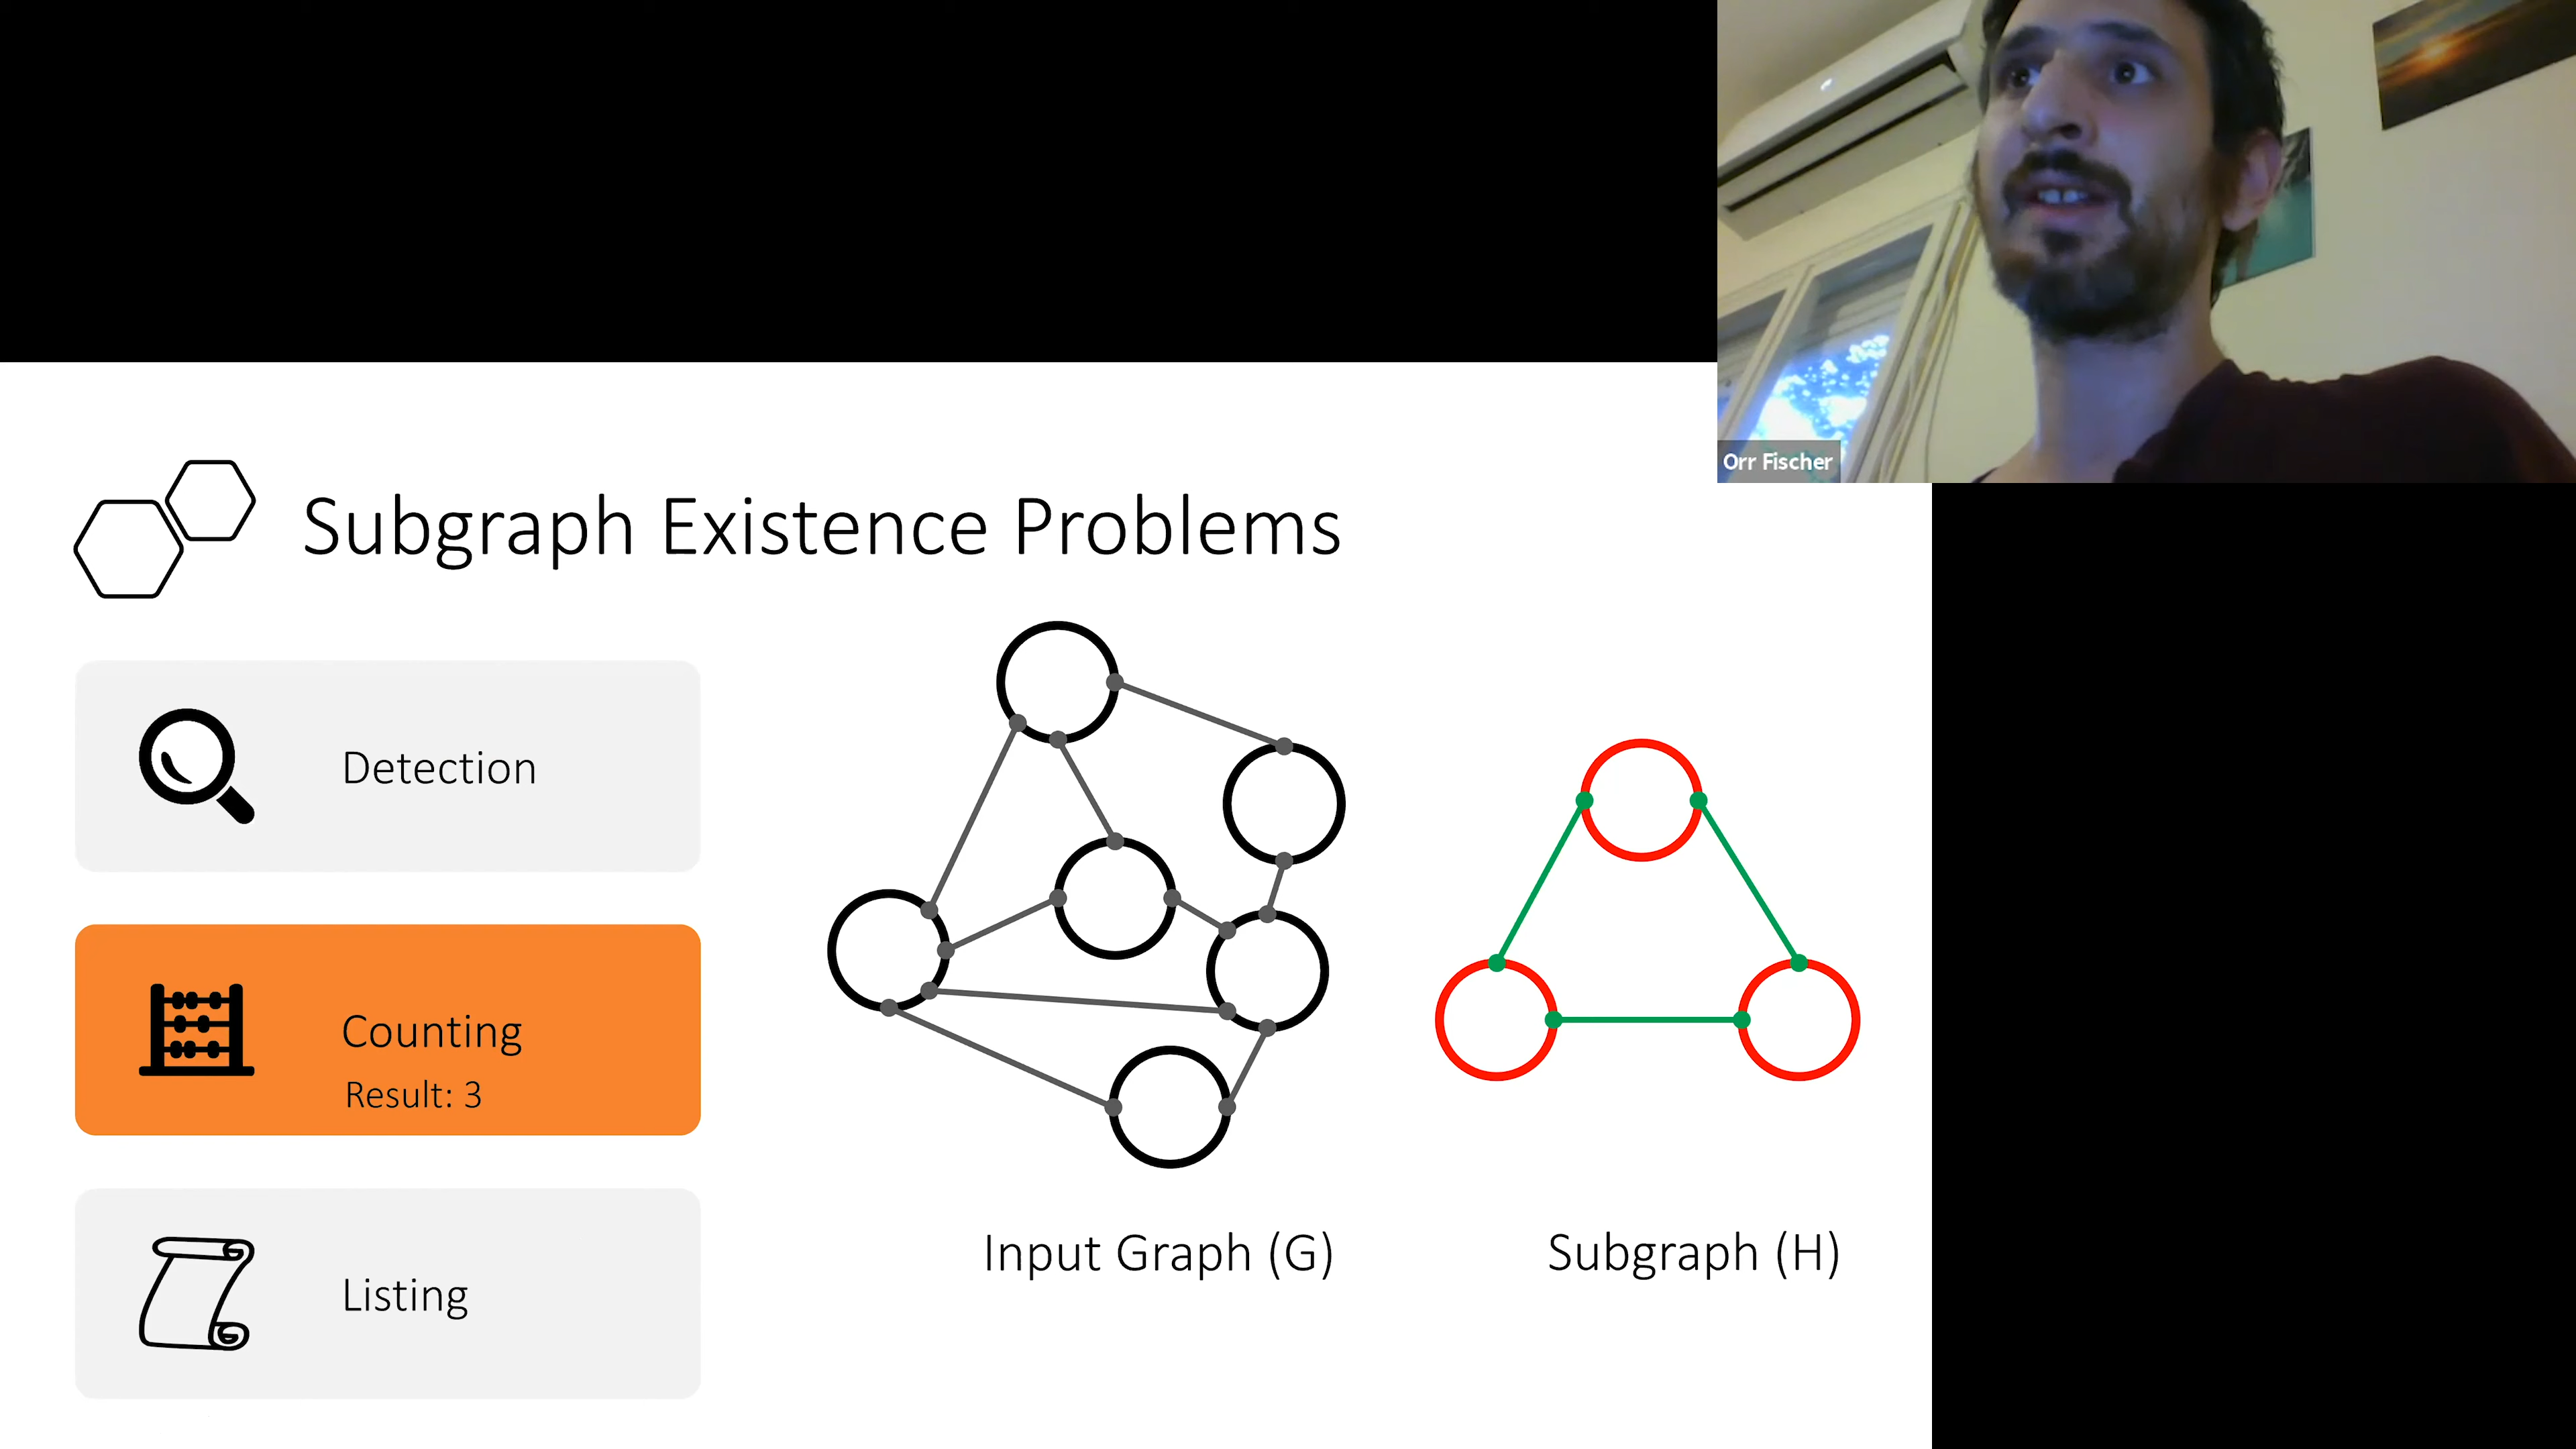 Orr Fischer
Subgraph Existence Problems
Detection
Counting
Result: 3
Listing
Input Graph (G)
Subgraph (H)